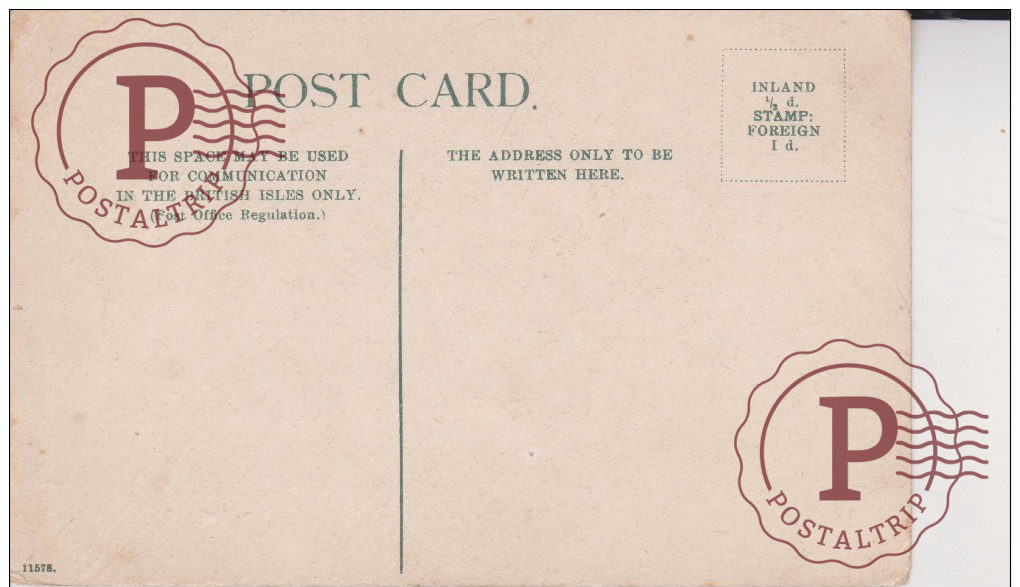 POST CARD.
THIS SPACE MAY BE USED
FOR COMMUNICATION
IN THE BRITISH ISLES ONLY.
(Post Office Regulation.)
THE ADDRESS ONLY TO BE
WRITTEN HERE.
INLAND
½ d.
STAMP:
FOREIGN
1 d.
11578.
P
POSTALTRIP
P
POSTALTRIP